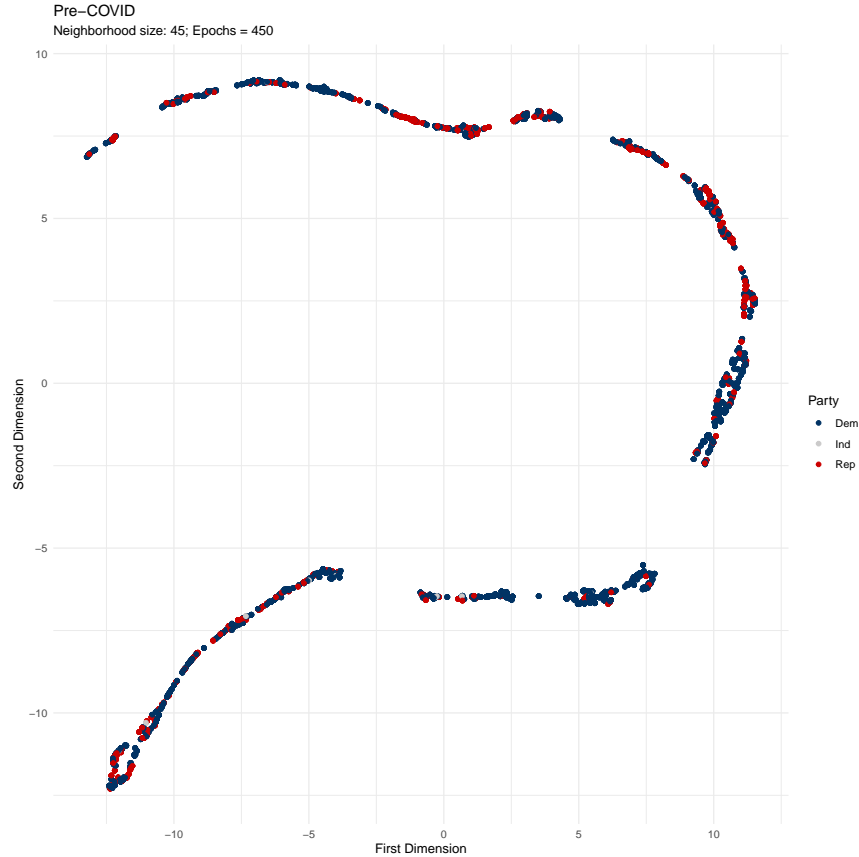 Pre−COVID
Neighborhood size: 45; Epochs = 450
10
5
0
−5
−10
Second Dimension
−10
−5
0
5
10
First Dimension
Party
Dem
Ind
Rep